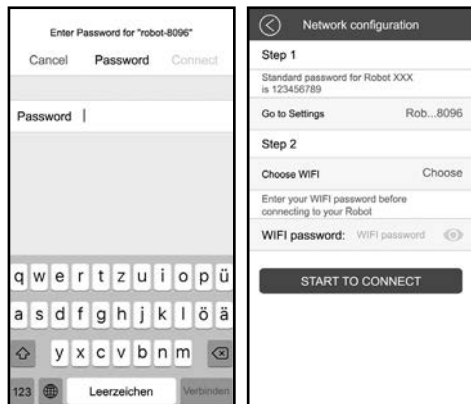 Enter Password for "robot-8096"
Cancel Password Connect
Password
q w e r t z u i o p ü
a s d f g h j k l ö ä
y x c v b n m
123 Leerzeichen Verbinden
Network configuration
Step 1
Standard password for Robot XXX
is 123456789
Go to Settings Rob...8096
Step 2
Choose WIFI Choose
Enter your WIFI password before
connecting to your Robot
WIFI password: WIFI password
START TO CONNECT